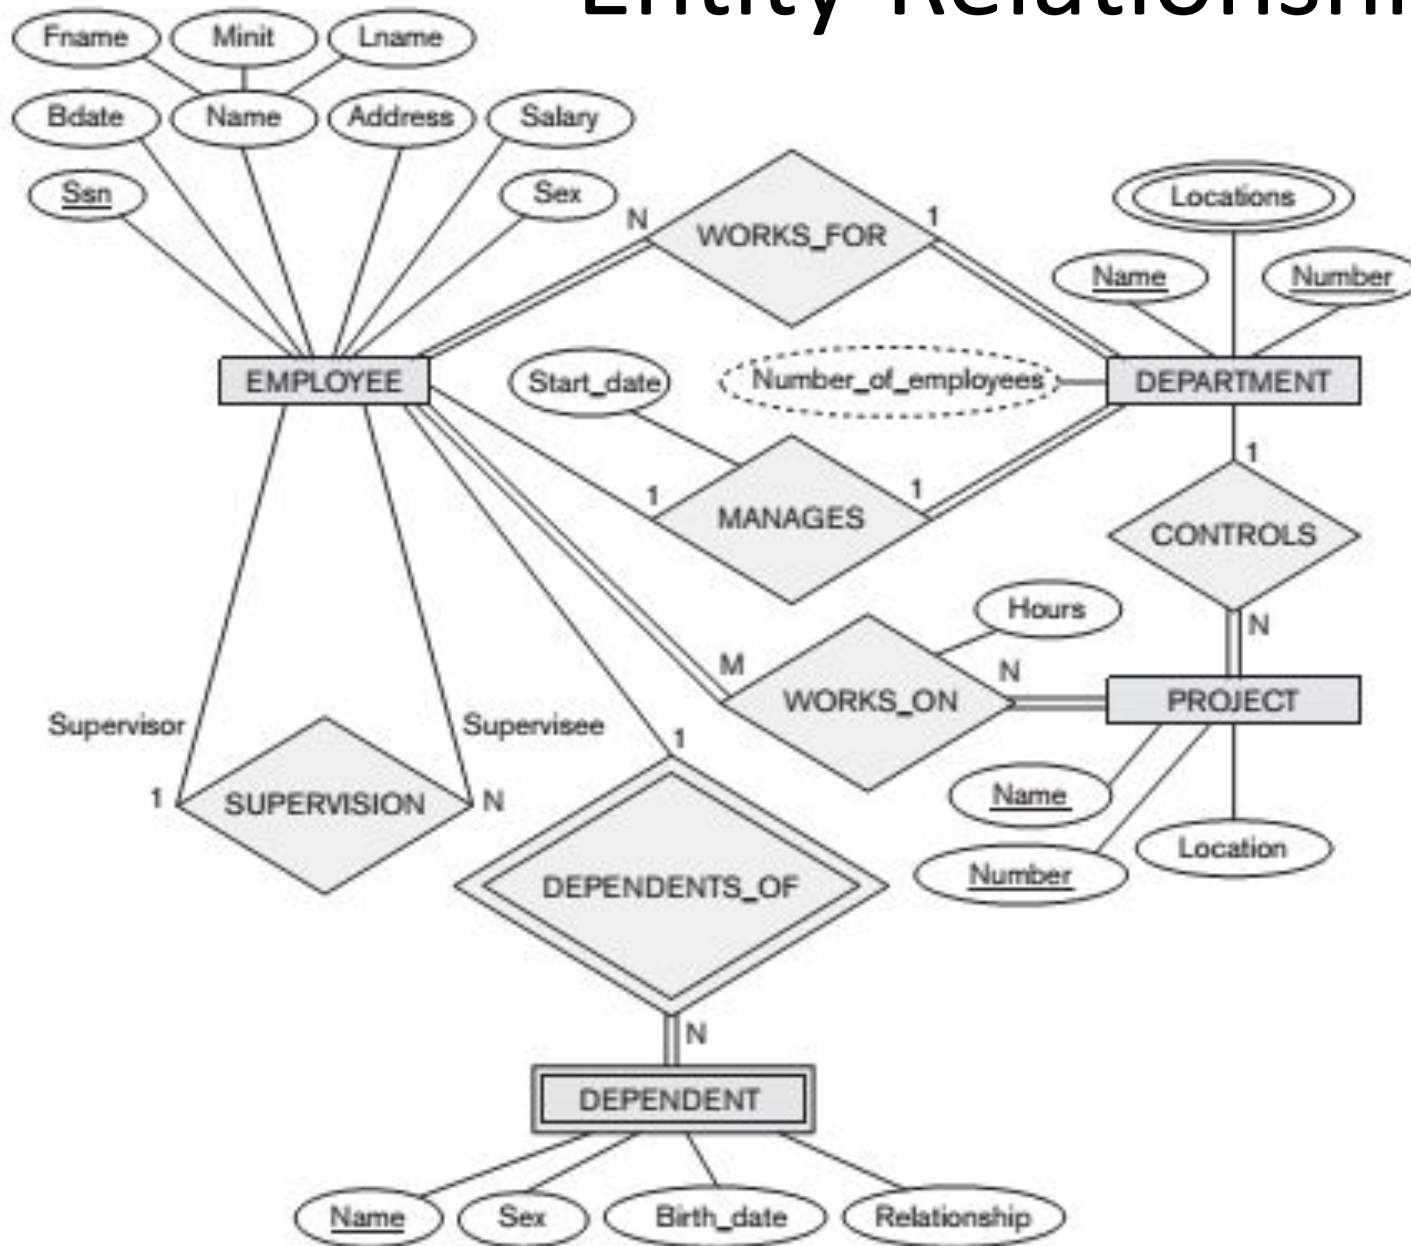 Entity Relationshi
Fname Minit Lname
Bdate Name Address Salary
Ssn Sex
N WORKS_FOR 1
Locations
Name Number
EMPLOYEE
Start_date
Number_of_employees
DEPARTMENT
1 MANAGES 1
1
CONTROLS
N
Hours
M WORKS_ON N
PROJECT
Supervisor Supervisee
1 SUPERVISION N
Name
Number
Location
1
DEPENDENTS_OF
N
DEPENDENT
Name Sex Birth_date Relationship